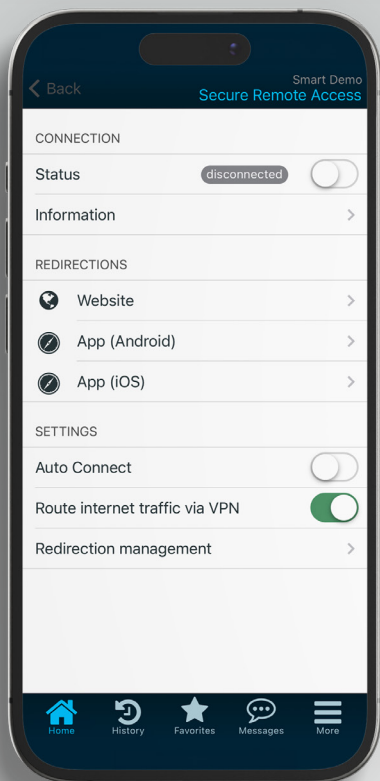 Back
Smart Demo
Secure Remote Access
CONNECTION
Status disconnected
Information
REDIRECTIONS
Website
App (Android)
App (iOS)
SETTINGS
Auto Connect
Route internet traffic via VPN
Redirection management
Home History Favorites Messages More